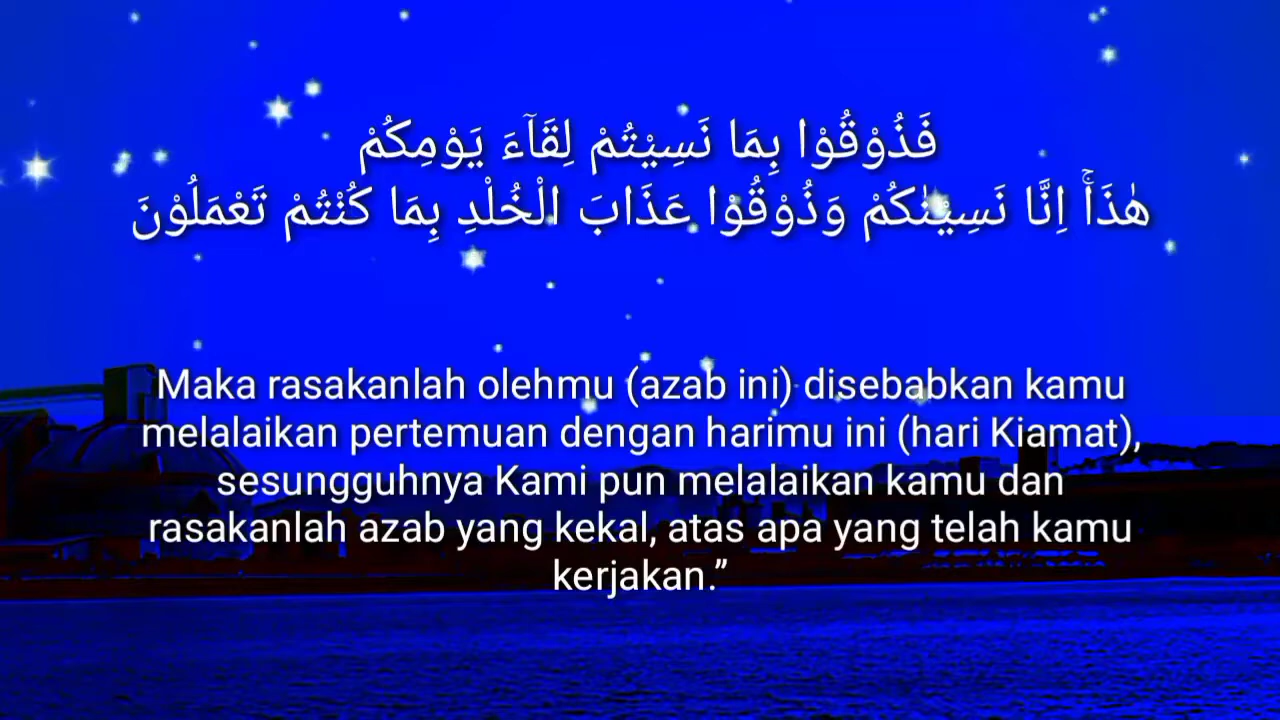 فَذُوْقُوْا بِمَا نَسِيْتُمْ لِقَاۤءَ يَوْمِكُمْ
هٰذَاۚ اِنَّا نَسِيْنٰكُمْ وَذُوْقُوْا عَذَابَ الْخُلْدِ بِمَا كُنْتُمْ تَعْمَلُوْنَ
Maka rasakanlah olehmu (azab ini) disebabkan kamu
melalaikan pertemuan dengan harimu ini (hari Kiamat),
sesungguhnya Kami pun melalaikan kamu dan
rasakanlah azab yang kekal, atas apa yang telah kamu
kerjakan.”